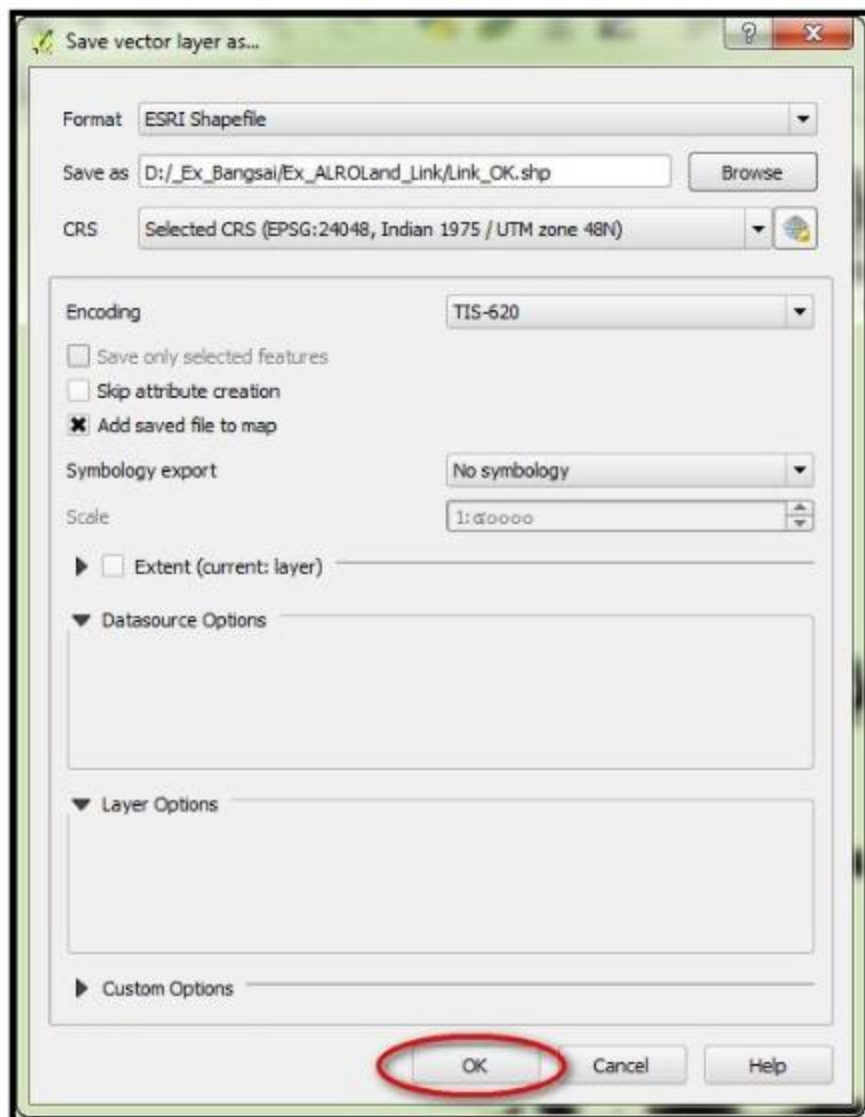 Save vector layer as...
Format ESRI Shapefile
Save as D:/_Ex_Bangsai/Ex_ALROLand_Link/Link_OK.shp Browse
CRS Selected CRS (EPSG:24048, Indian 1975 / UTM zone 48N)
Encoding TIS-620
Save only selected features
Skip attribute creation
Add saved file to map
Symbology export No symbology
Scale 1:๕๐๐๐๐
Extent (current: layer)
Datasource Options
Layer Options
Custom Options
OK Cancel Help